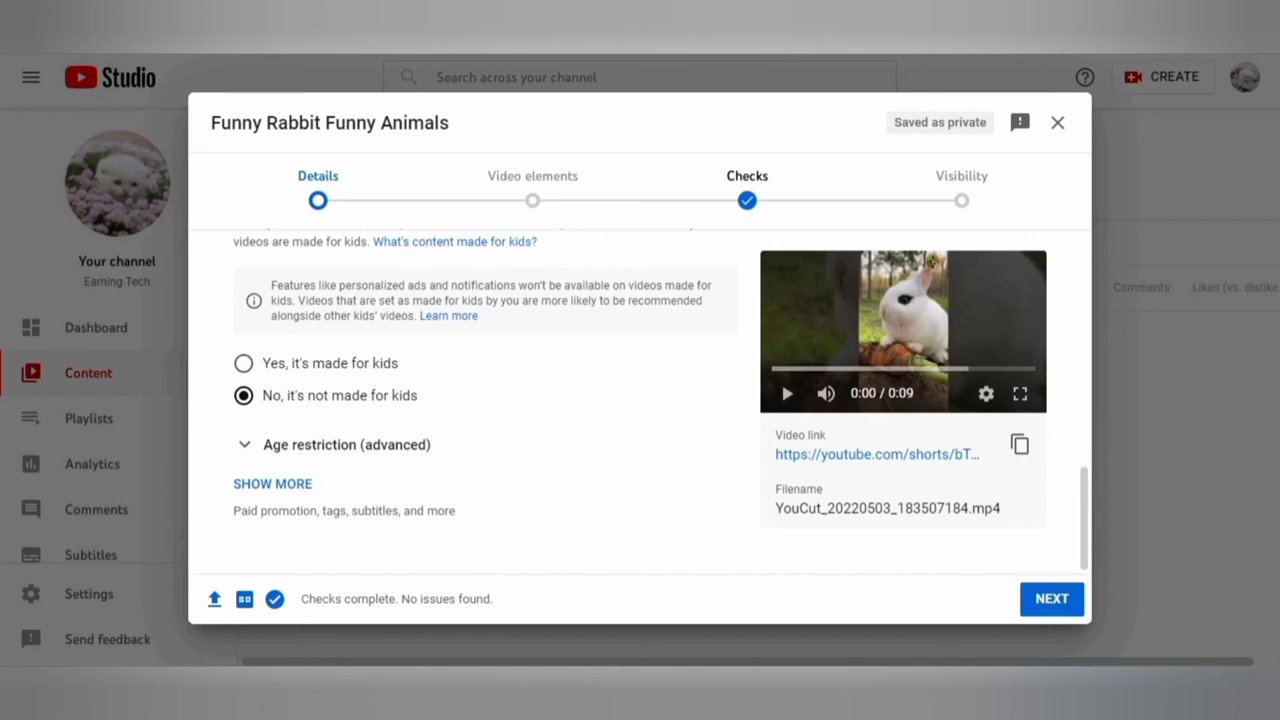 Studio
Search across your channel
CREATE
Your channel
Earning Tech
Dashboard
Content
Playlists
Analytics
Comments
Subtitles
Settings
Send feedback
Funny Rabbit Funny Animals
Saved as private
Details
Video elements
Checks
Visibility
videos are made for kids. What's content made for kids?
Features like personalized ads and notifications won't be available on videos made for
kids. Videos that are set as made for kids by you are more likely to be recommended
alongside other kids' videos. Learn more
Yes, it's made for kids
No, it's not made for kids
Age restriction (advanced)
SHOW MORE
Paid promotion, tags, subtitles, and more
0:00 / 0:09
Video link
https://youtube.com/shorts/bT...
Filename
YouCut_20220503_183507184.mp4
SD
Checks complete. No issues found.
NEXT
Comments
Likes (vs. dislike